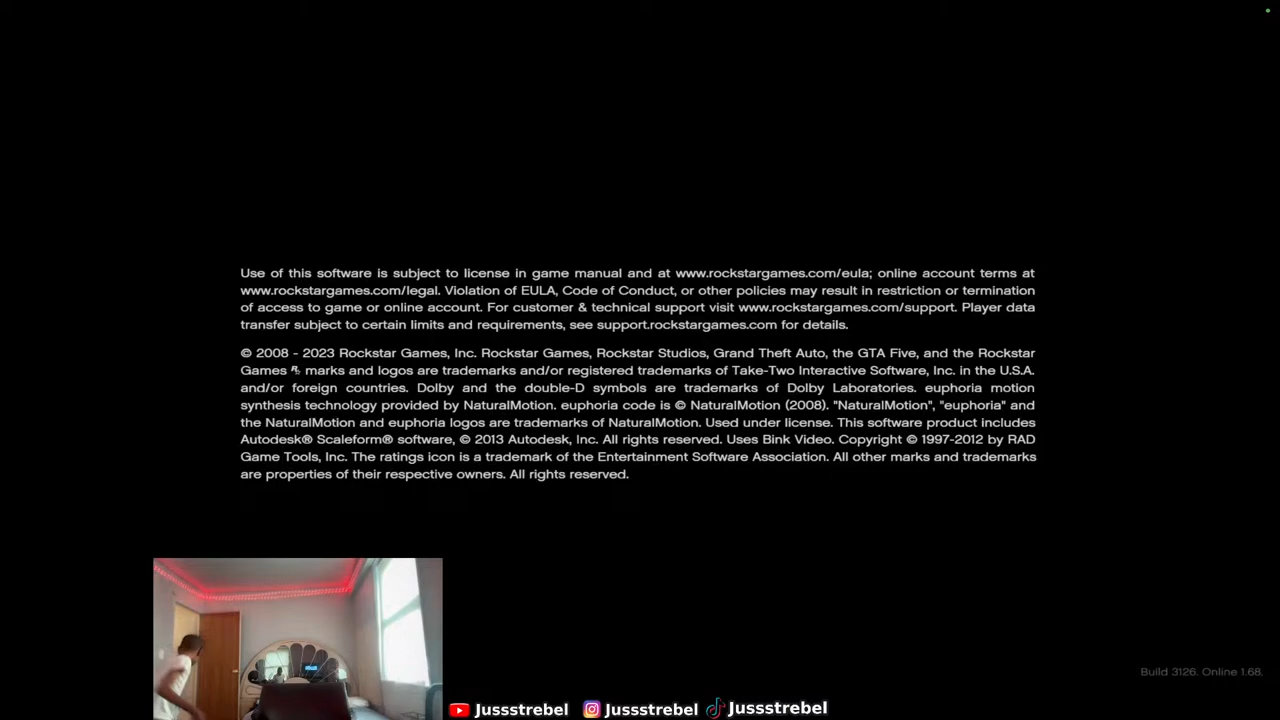 Use of this software is subject to license in game manual and at www.rockstargames.com/eula; online account terms at
www.rockstargames.com/legal. Violation of EULA, Code of Conduct, or other policies may result in restriction or termination
of access to game or online account. For customer & technical support visit www.rockstargames.com/support. Player data
transfer subject to certain limits and requirements, see support.rockstargames.com for details.
© 2008 - 2023 Rockstar Games, Inc. Rockstar Games, Rockstar Studios, Grand Theft Auto, the GTA Five, and the Rockstar
Games R* marks and logos are trademarks and/or registered trademarks of Take-Two Interactive Software, Inc. in the U.S.A.
and/or foreign countries. Dolby and the double-D symbols are trademarks of Dolby Laboratories. euphoria motion
synthesis technology provided by NaturalMotion. euphoria code is © NaturalMotion (2008). "NaturalMotion", "euphoria" and
the NaturalMotion and euphoria logos are trademarks of NaturalMotion. Used under license. This software product includes
Autodesk® Scaleform® software, © 2013 Autodesk, Inc. All rights reserved. Uses Bink Video. Copyright © 1997-2012 by RAD
Game Tools, Inc. The ratings icon is a trademark of the Entertainment Software Association. All other marks and trademarks
are properties of their respective owners. All rights reserved.
Build 3126. Online 1.68.
Jussstrebel Jussstrebel Jussstrebel